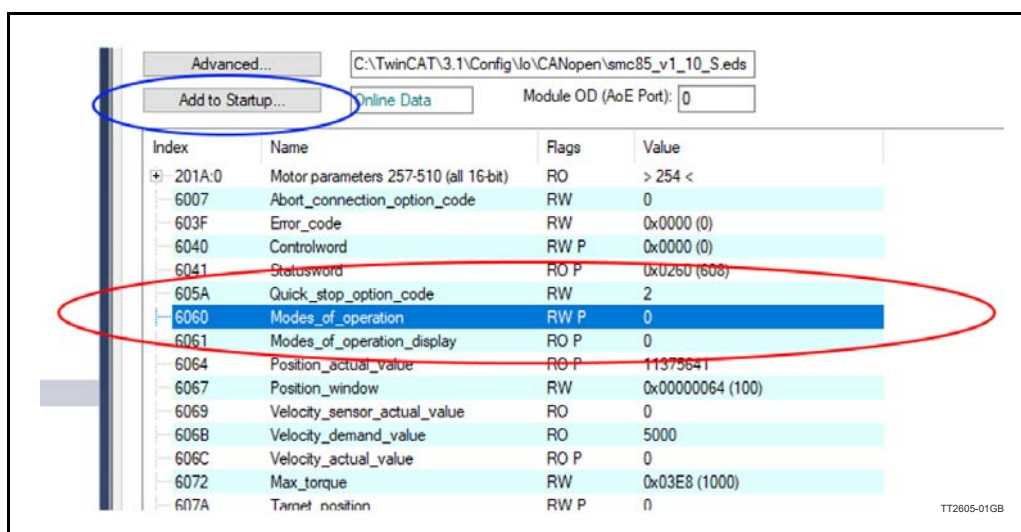 Advanced... C:\TwinCAT\3.1\Config\Io\CANopen\smc85_v1_10_S.eds
Add to Startup... Online Data Module OD (AoE Port): 0
Index Name Flags Value
201A:0 Motor parameters 257-510 (all 16-bit) RO > 254 <
6007 Abort_connection_option_code RW 0
603F Error_code RW 0x0000 (0)
6040 Controlword RW P 0x0000 (0)
6041 Statusword RO P 0x0260 (608)
605A Quick_stop_option_code RW 2
6060 Modes_of_operation RW P 0
6061 Modes_of_operation_display RO P 0
6064 Position_actual_value RO P 11375641
6067 Position_window RW 0x00000064 (100)
6069 Velocity_sensor_actual_value RO 0
606B Velocity_demand_value RO 5000
606C Velocity_actual_value RO P 0
6072 Max_torque RW 0x03E8 (1000)
607A Target_position RW P 0
TT2605-01GB